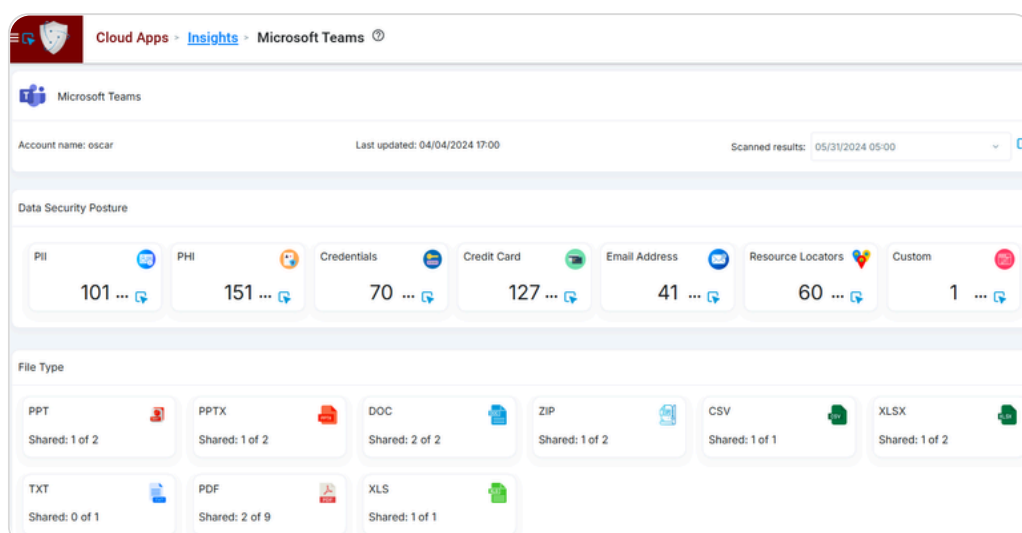 Cloud Apps > Insights > Microsoft Teams ?
Microsoft Teams
Account name: oscar Last updated: 04/04/2024 17:00 Scanned results: 05/31/2024 05:00
Data Security Posture
PII PHI Credentials Credit Card Email Address Resource Locators Custom
101 ... 151 ... 70 ... 127 ... 41 ... 60 ... 1 ...
File Type
PPT PPTX DOC ZIP CSV XLSX
Shared: 1 of 2 Shared: 1 of 2 Shared: 2 of 2 Shared: 1 of 2 Shared: 1 of 1 Shared: 1 of 2
TXT PDF XLS
Shared: 0 of 1 Shared: 2 of 9 Shared: 1 of 1